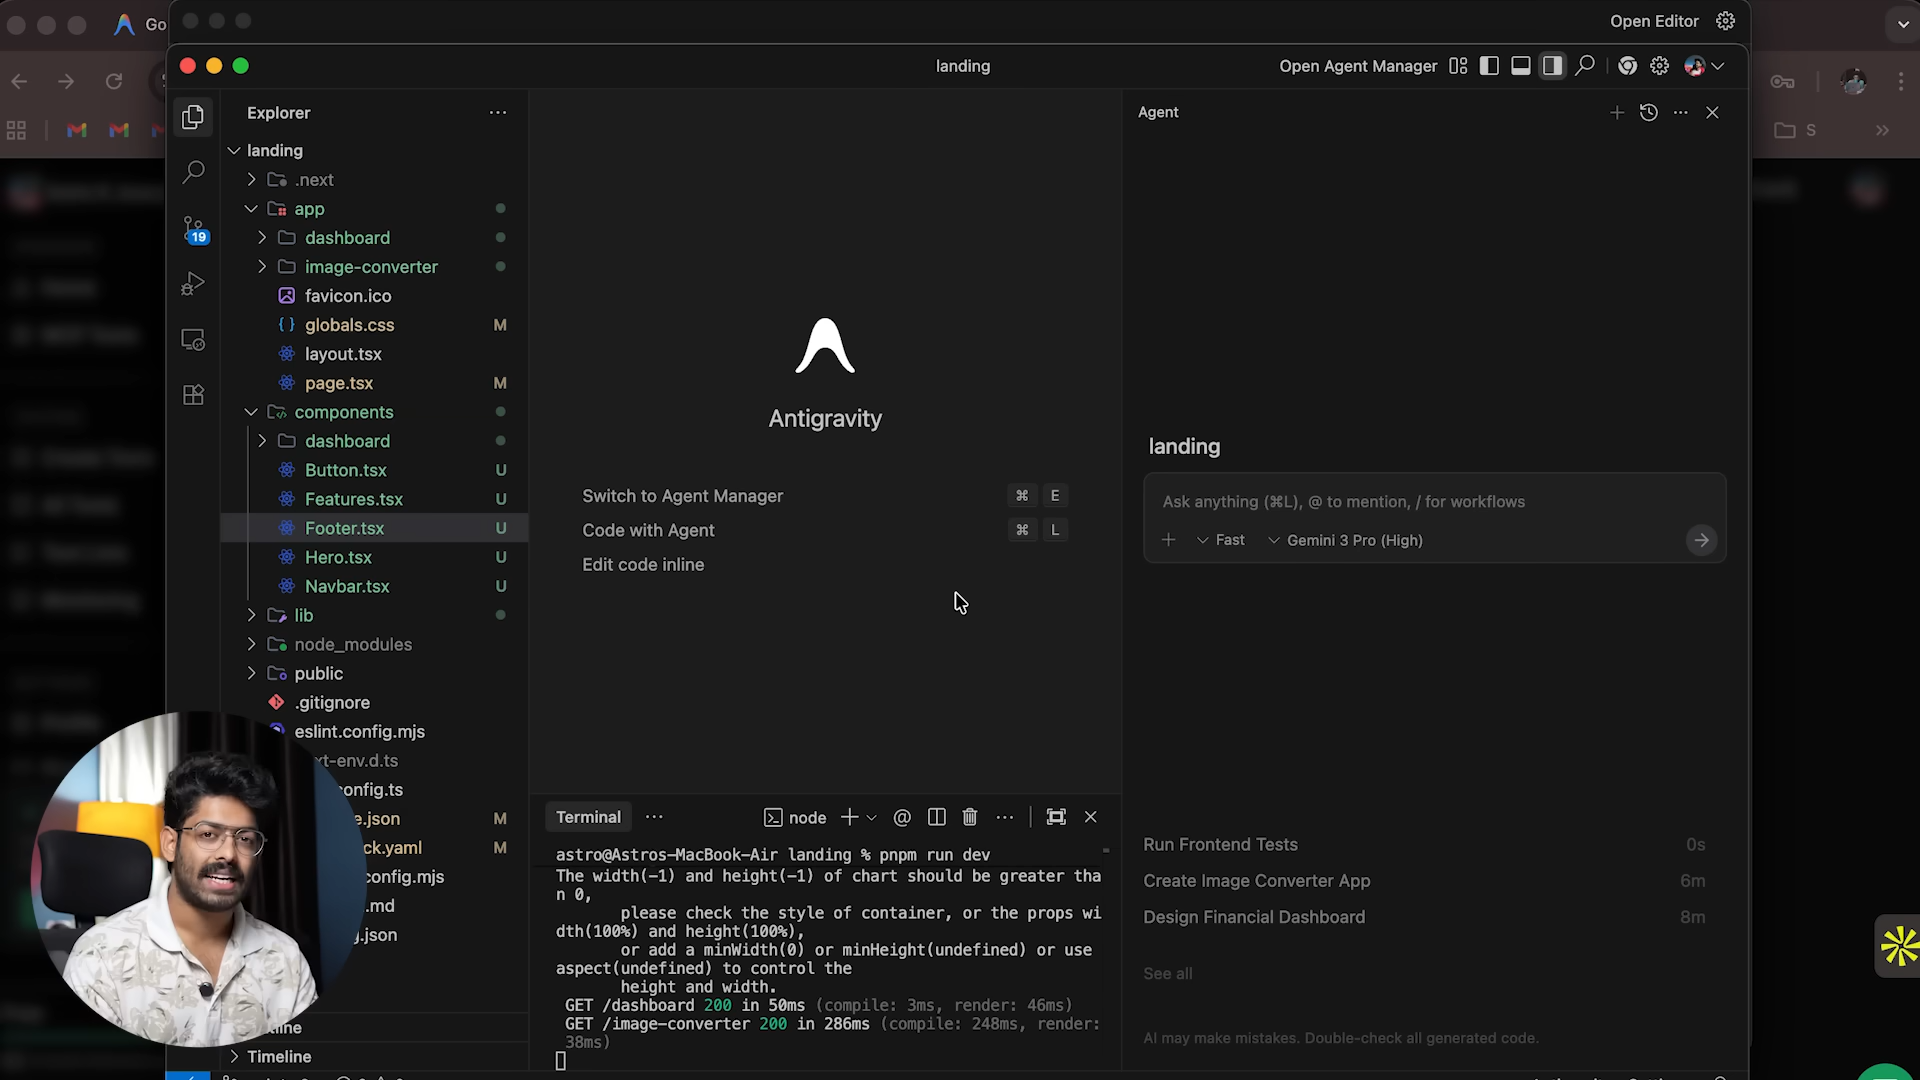 Go
Open Editor
landing
Open Agent Manager
S
Explorer
Agent
landing
.next
app
dashboard
image-converter
favicon.ico
globals.css M
layout.tsx
page.tsx M
components
dashboard
Button.tsx U
Features.tsx U
Footer.tsx U
Hero.tsx U
Navbar.tsx U
lib
node_modules
public
.gitignore
eslint.config.mjs
xt-env.d.ts
config.ts
e.json M
ck.yaml M
config.mjs
.md
g.json
Timeline
19
Antigravity
Switch to Agent Manager ⌘ E
Code with Agent ⌘ L
Edit code inline
Terminal
node
astro@Astros-MacBook-Air landing % pnpm run dev
The width(-1) and height(-1) of chart should be greater tha
n 0,
please check the style of container, or the props wi
dth(100%) and height(100%),
or add a minWidth(0) or minHeight(undefined) or use
aspect(undefined) to control the
height and width.
GET /dashboard 200 in 50ms (compile: 3ms, render: 46ms)
GET /image-converter 200 in 286ms (compile: 248ms, render:
38ms)
landing
Ask anything (⌘L), @ to mention, / for workflows
Fast
Gemini 3 Pro (High)
Run Frontend Tests 0s
Create Image Converter App 6m
Design Financial Dashboard 8m
See all
AI may make mistakes. Double-check all generated code.